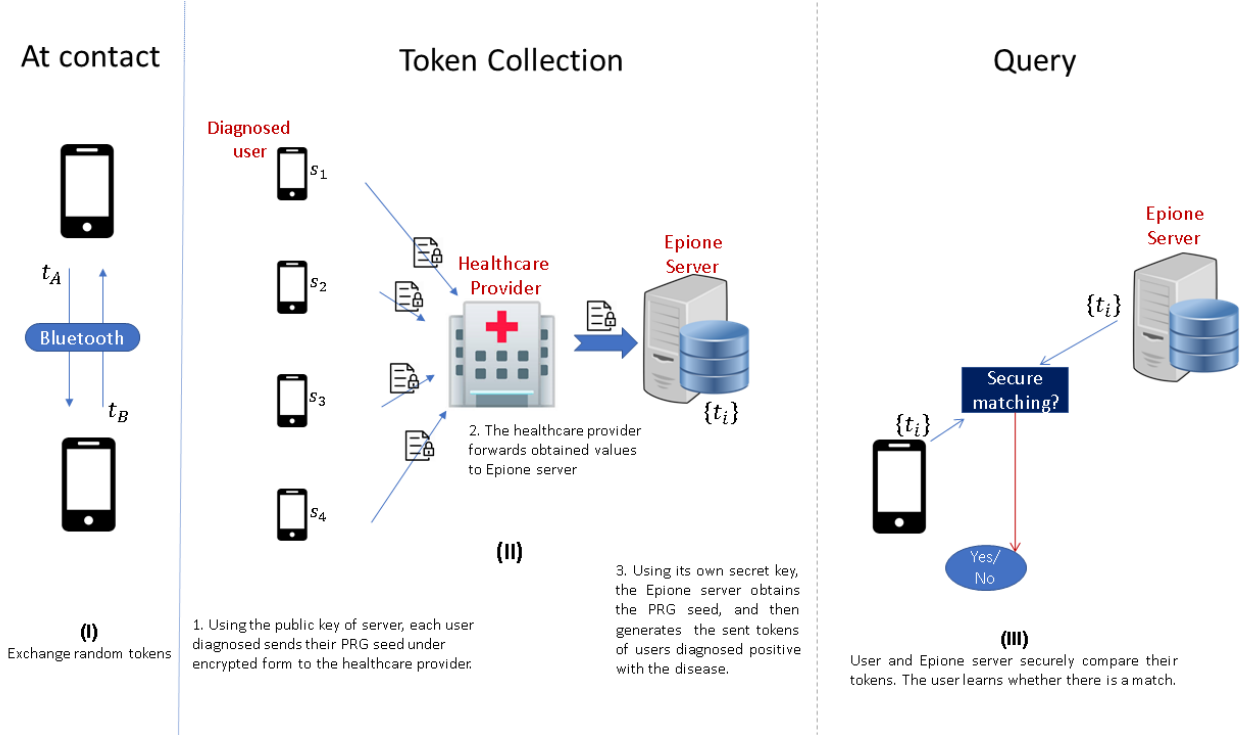 At contact
Token Collection
Query
Diagnosed
user
s₁
s₂
s₃
s₄
t_A
Bluetooth
t_B
Healthcare
Provider
Epione
Server
{tᵢ}
2. The healthcare provider
forwards obtained values
to Epione server
(I)
Exchange random tokens
(II)
1. Using the public key of server, each user
diagnosed sends their PRG seed under
encrypted form to the healthcare provider.
3. Using its own secret key,
the Epione server obtains
the PRG seed, and then
generates the sent tokens
of users diagnosed positive
with the disease.
Epione
Server
{tᵢ}
Secure
matching?
{tᵢ}
Yes/
No
(III)
User and Epione server securely compare their
tokens. The user learns whether there is a match.